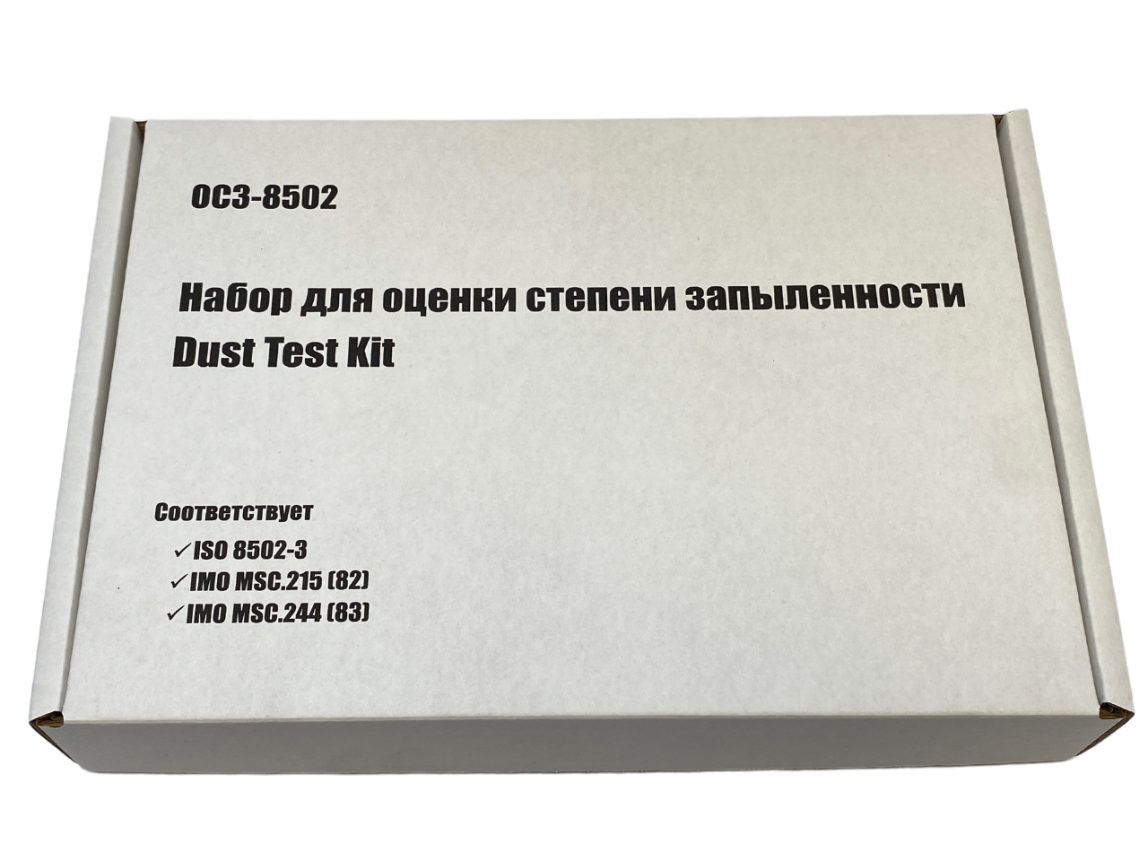 ОСЗ-8502
Набор для оценки степени запыленности
Dust Test Kit
Соответствует
✓ISO 8502-3
✓IMO MSC.215 (82)
✓IMO MSC.244 (83)